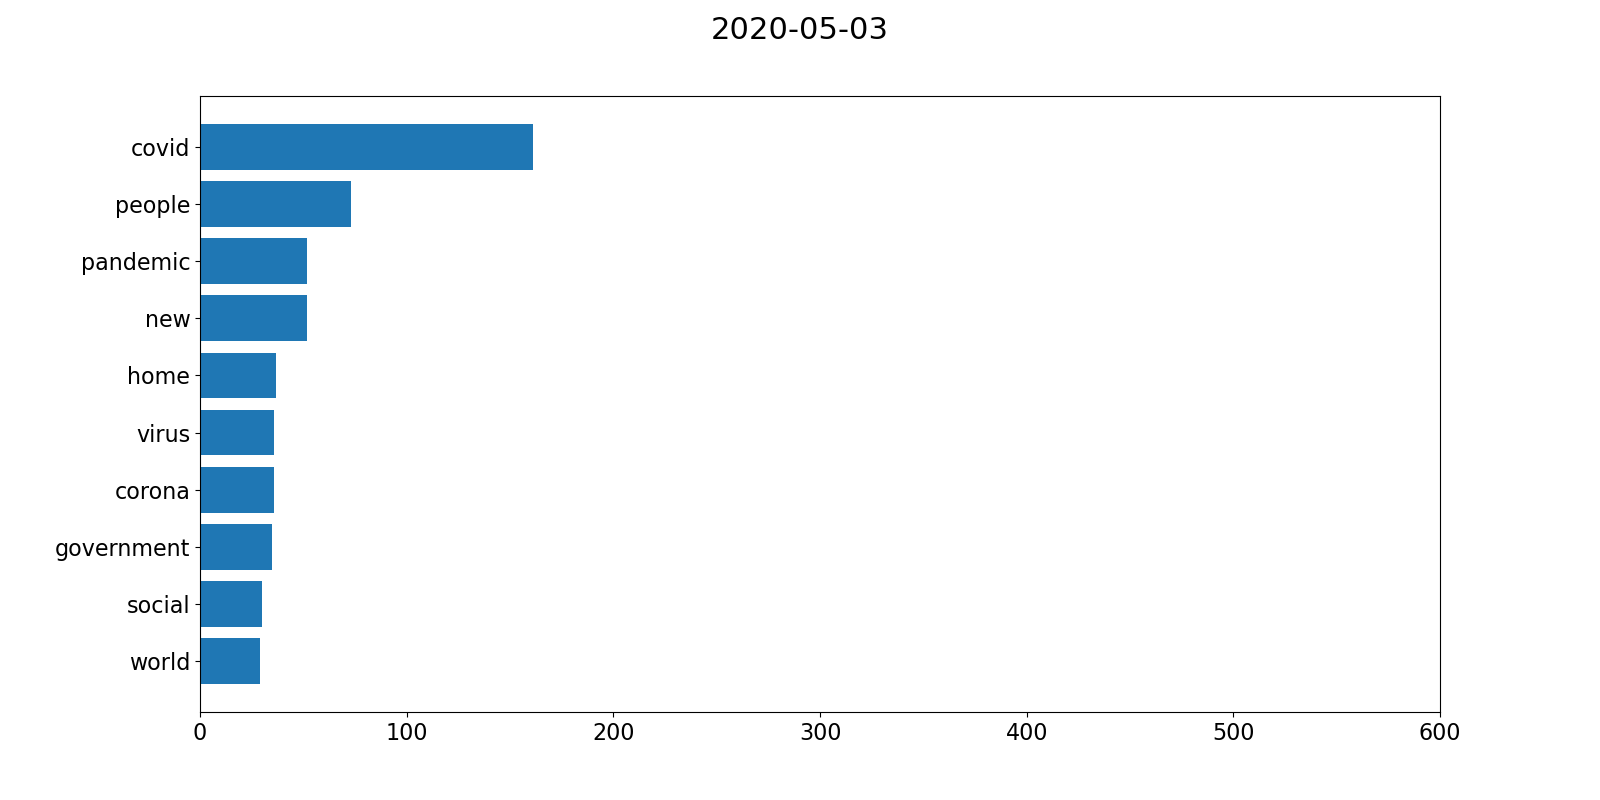 2020-05-03
covid
people
pandemic
new
home
virus
corona
government
social
world
0 100 200 300 400 500 600